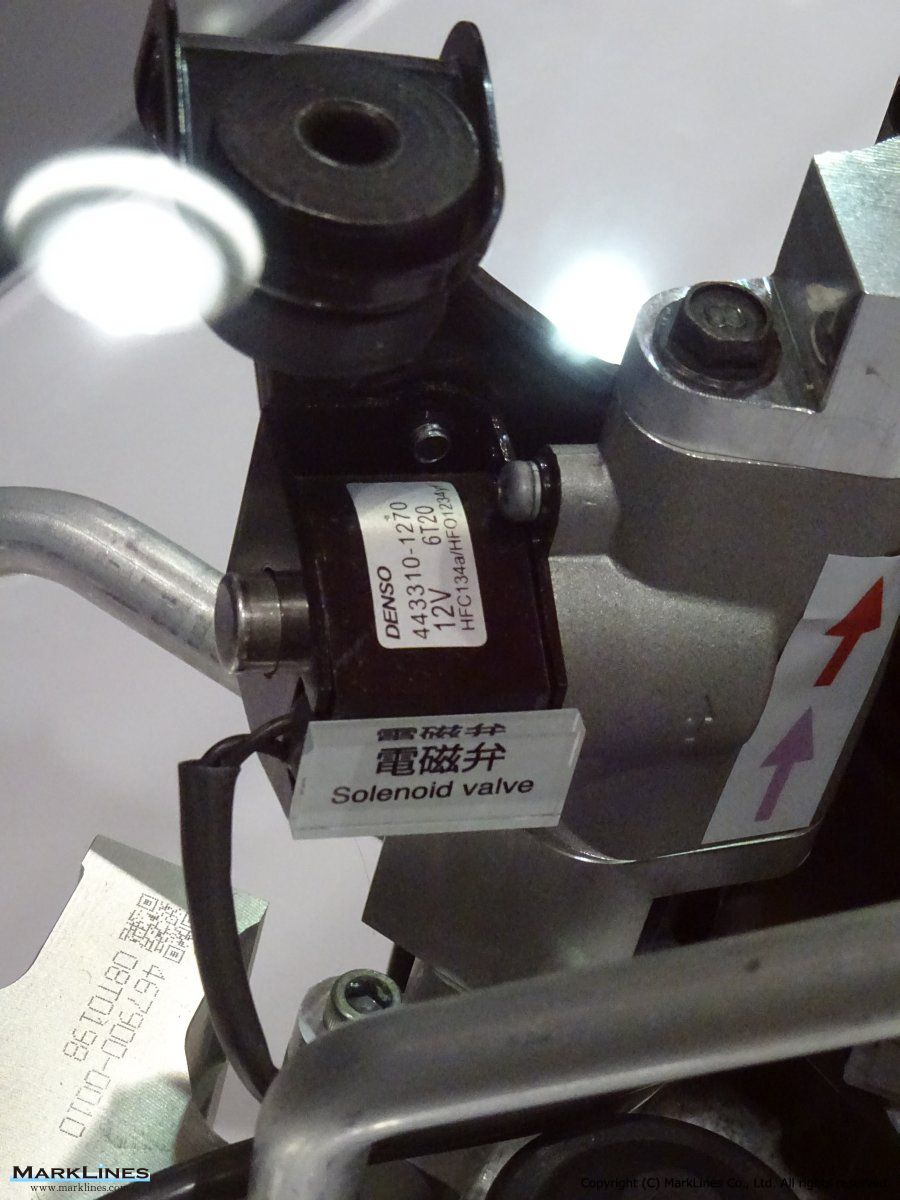 DENSO
443310-1270
12V 6T20
HFC134a/HFO1234y
電磁弁
電磁弁
Solenoid valve
467900-0010
08T0198
MARKLINES
www.marklines.com
Copyright (C) MarkLines Co., Ltd. All rights reserved.